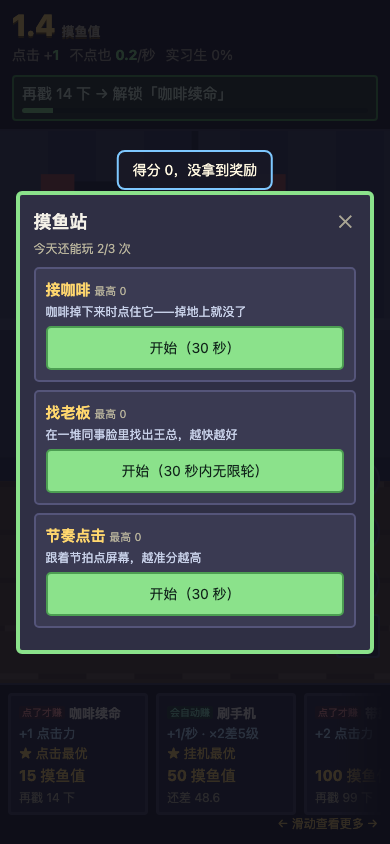 1.4 摸鱼值
点击 +1 不点也 0.2/秒 实习生 0%
再戳 14 下 → 解锁「咖啡续命」
得分 0，没拿到奖励
摸鱼站 ×
今天还能玩 2/3 次
接咖啡 最高 0
咖啡掉下来时点住它——掉地上就没了
开始（30 秒）
找老板 最高 0
在一堆同事脸里找出王总，越快越好
开始（30 秒内无限轮）
节奏点击 最高 0
跟着节拍点屏幕，越准分越高
开始（30 秒）
点了才赚 咖啡续命
+1 点击力
★ 点击最优
15 摸鱼值
再戳 14 下
会自动赚 刷手机
+1/秒 · ×2差5级
★ 挂机最优
50 摸鱼值
还差 48.6
点了才赚
+2 点击力
100 摸鱼值
再戳 99 下
← 滑动查看更多 →